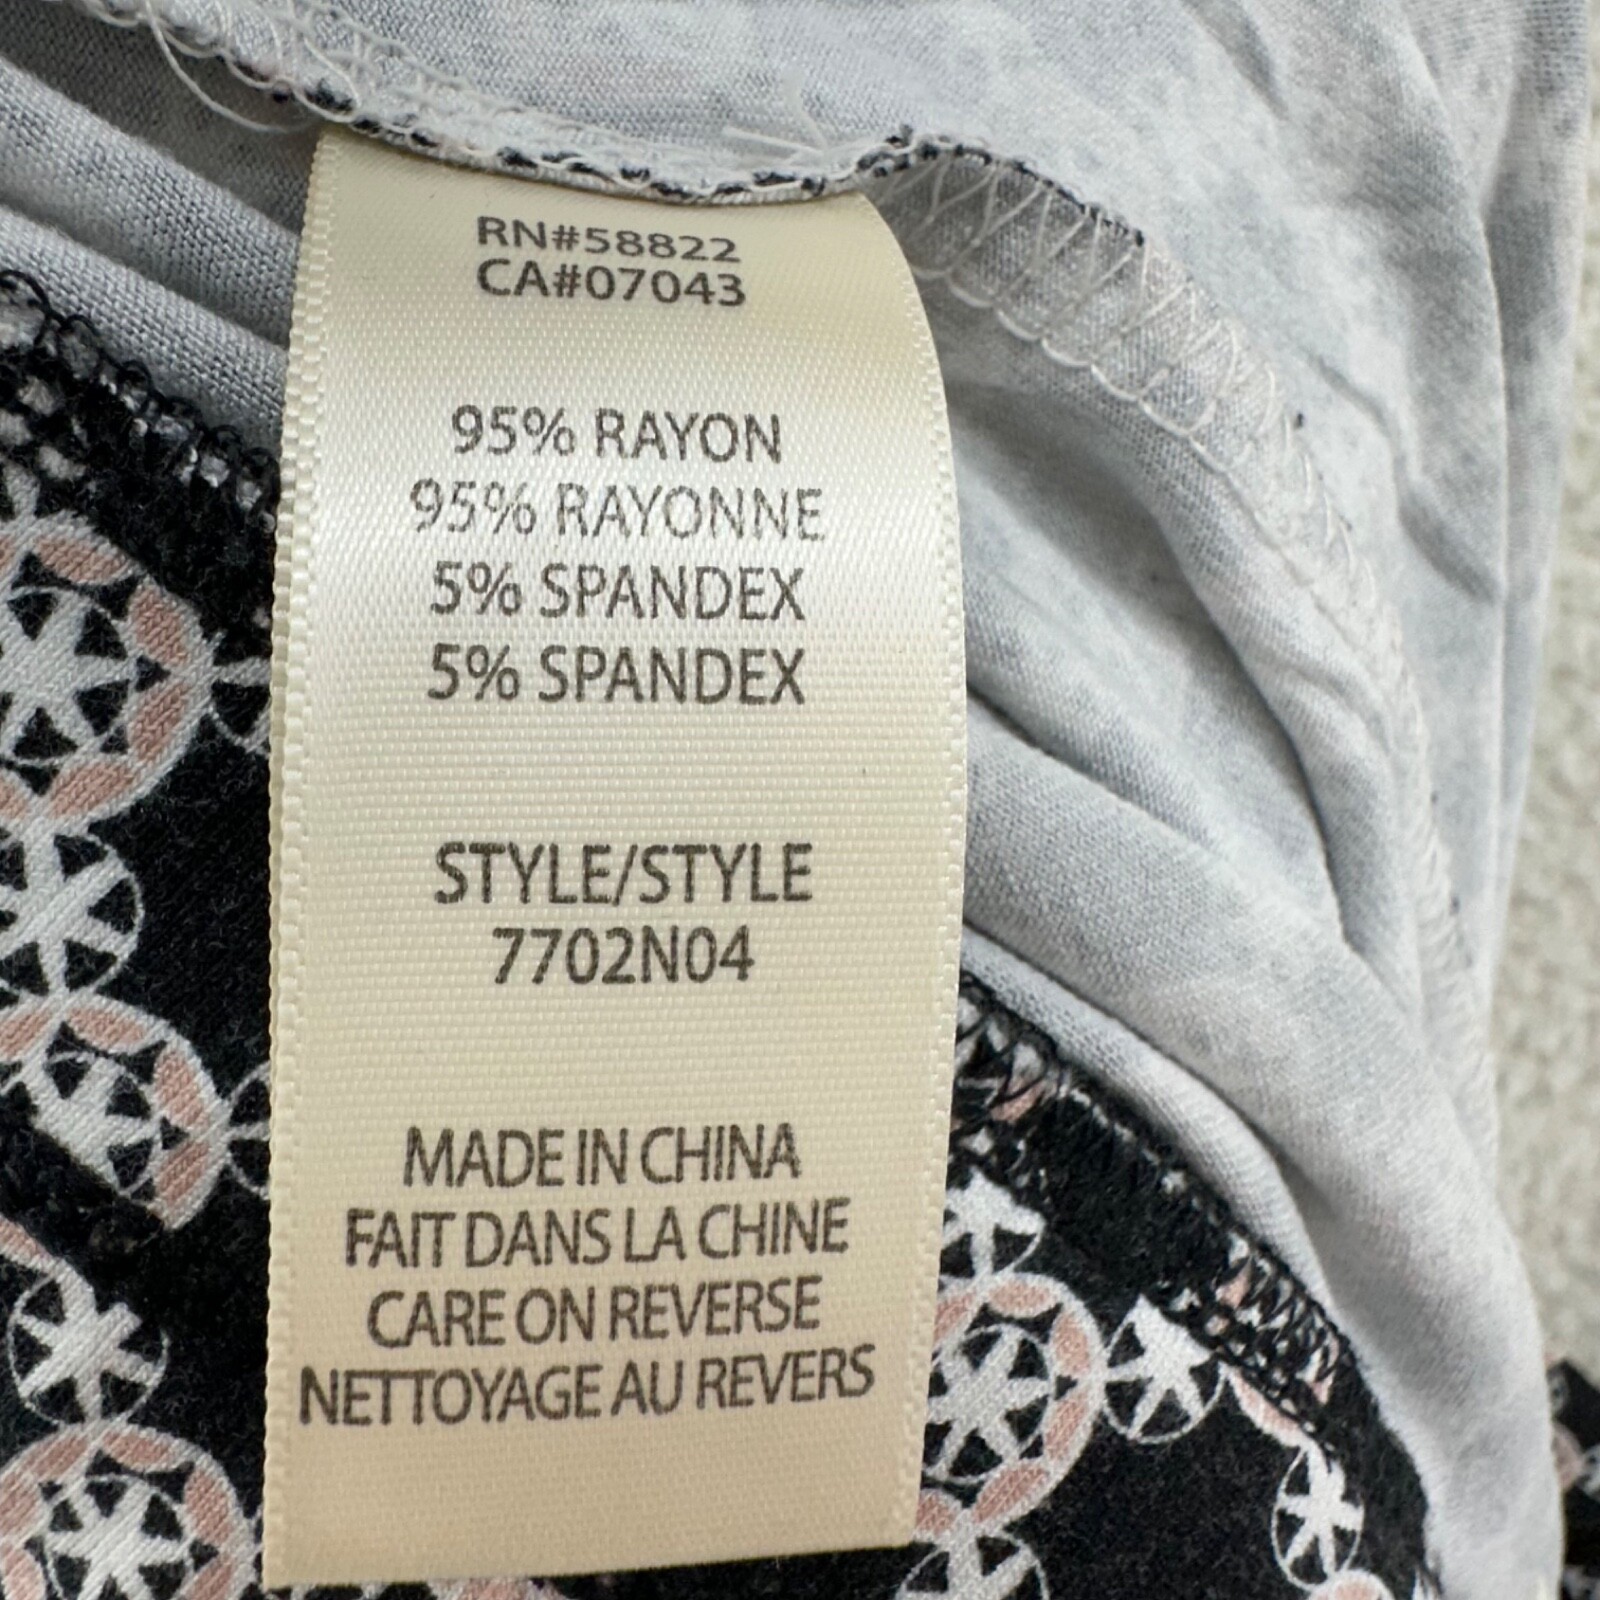 RN#58822
CA#07043
95% RAYON
95% RAYONNE
5% SPANDEX
5% SPANDEX
STYLE/STYLE
7702N04
MADE IN CHINA
FAIT DANS LA CHINE
CARE ON REVERSE
NETTOYAGE AU REVERS